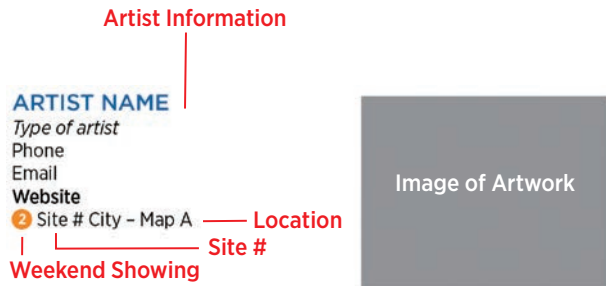 Artist Information
ARTIST NAME
Type of artist
Phone
Email
Website
2 Site # City – Map A
Location
Site #
Weekend Showing
Image of Artwork